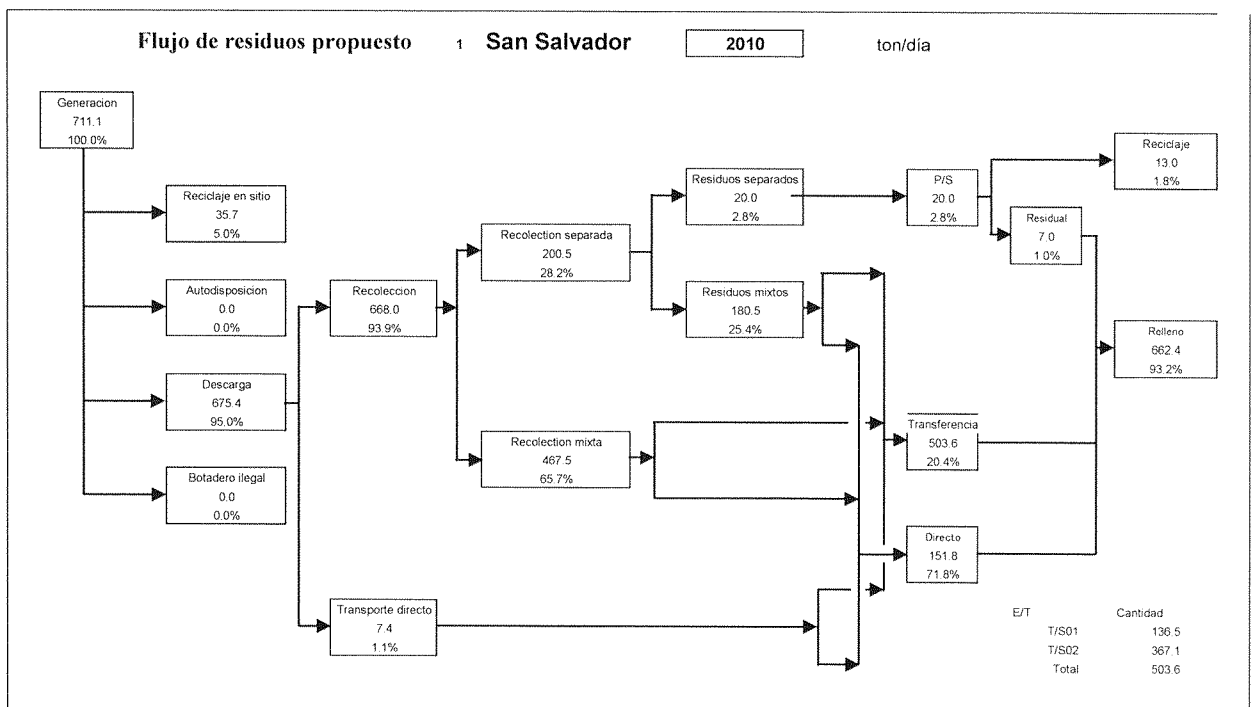 Flujo de residuos propuesto 1 San Salvador 2010 ton/día
Generacion
711.1
100.0%
Reciclaje en sitio
35.7
5.0%
Autodisposicion
0.0
0.0%
Descarga
675.4
95.0%
Botadero ilegal
0.0
0.0%
Recoleccion
668.0
93.9%
Transporte directo
7.4
1.1%
Recolection separada
200.5
28.2%
Recolection mixta
467.5
65.7%
Residuos separados
20.0
2.8%
Residuos mixtos
180.5
25.4%
P/S
20.0
2.8%
Residual
7.0
1.0%
Transferencia
503.6
20.4%
Directo
151.8
71.8%
Reciclaje
13.0
1.8%
Relleno
662.4
93.2%
E/T Cantidad
T/S01 136.5
T/S02 367.1
Total 503.6